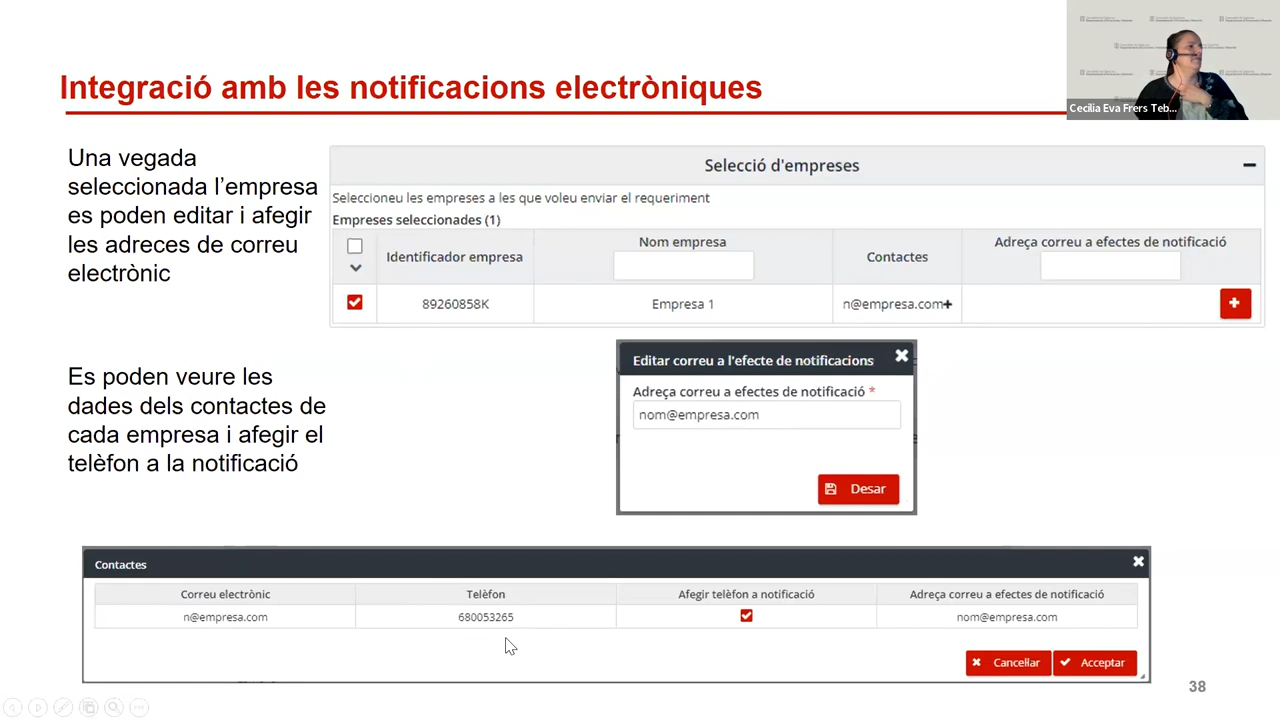 Integració amb les notificacions electròniques
Cecilia Eva Frers Teb...
Una vegada
seleccionada l’empresa
es poden editar i afegir
les adreces de correu
electrònic
Selecció d'empreses
Seleccioneu les empreses a les que voleu enviar el requeriment
Empreses seleccionades (1)
Identificador empresa
Nom empresa
Contactes
Adreça correu a efectes de notificació
89260858K
Empresa 1
n@empresa.com+
Es poden veure les
dades dels contactes de
cada empresa i afegir el
telèfon a la notificació
Editar correu a l'efecte de notificacions
Adreça correu a efectes de notificació *
nom@empresa.com
Desar
Contactes
Correu electrònic Telèfon Afegir telèfon a notificació Adreça correu a efectes de notificació
n@empresa.com 680053265 nom@empresa.com
Cancel·lar Acceptar
38